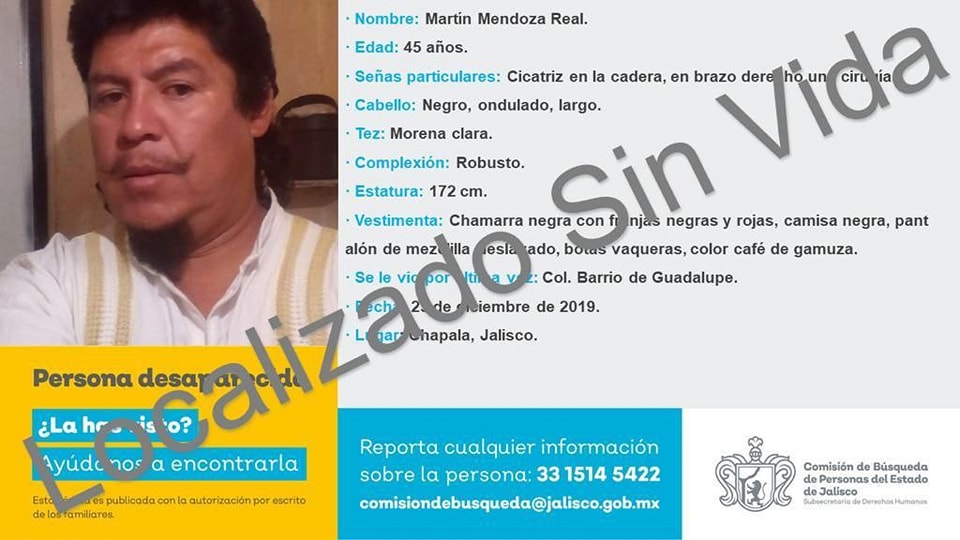 · Nombre: Martín Mendoza Real.
· Edad: 45 años.
· Señas particulares: Cicatriz en la cadera, en brazo derecho una cirugía
· Cabello: Negro, ondulado, largo.
· Tez: Morena clara.
· Complexión: Robusto.
· Estatura: 172 cm.
· Vestimenta: Chamarra negra con franjas negras y rojas, camisa negra, pant
alón de mezclilla deslavado, botas vaqueras, color café de gamuza.
· Se le vio por última vez: Col. Barrio de Guadalupe.
· Fecha: de diciembre de 2019.
· Lugar: Chapala, Jalisco.
Localizado Sin Vida
Persona desaparecida
¿La has visto?
Ayúdanos a encontrarla
Esta es publicada con la autorización por escrito
de los familiares.
Reporta cualquier información
sobre la persona: 33 1514 5422
comisiondebusqueda@jalisco.gob.mx
Comisión de Búsqueda
de Personas del Estado
de Jalisco
Subsecretaría de Derechos Humanos